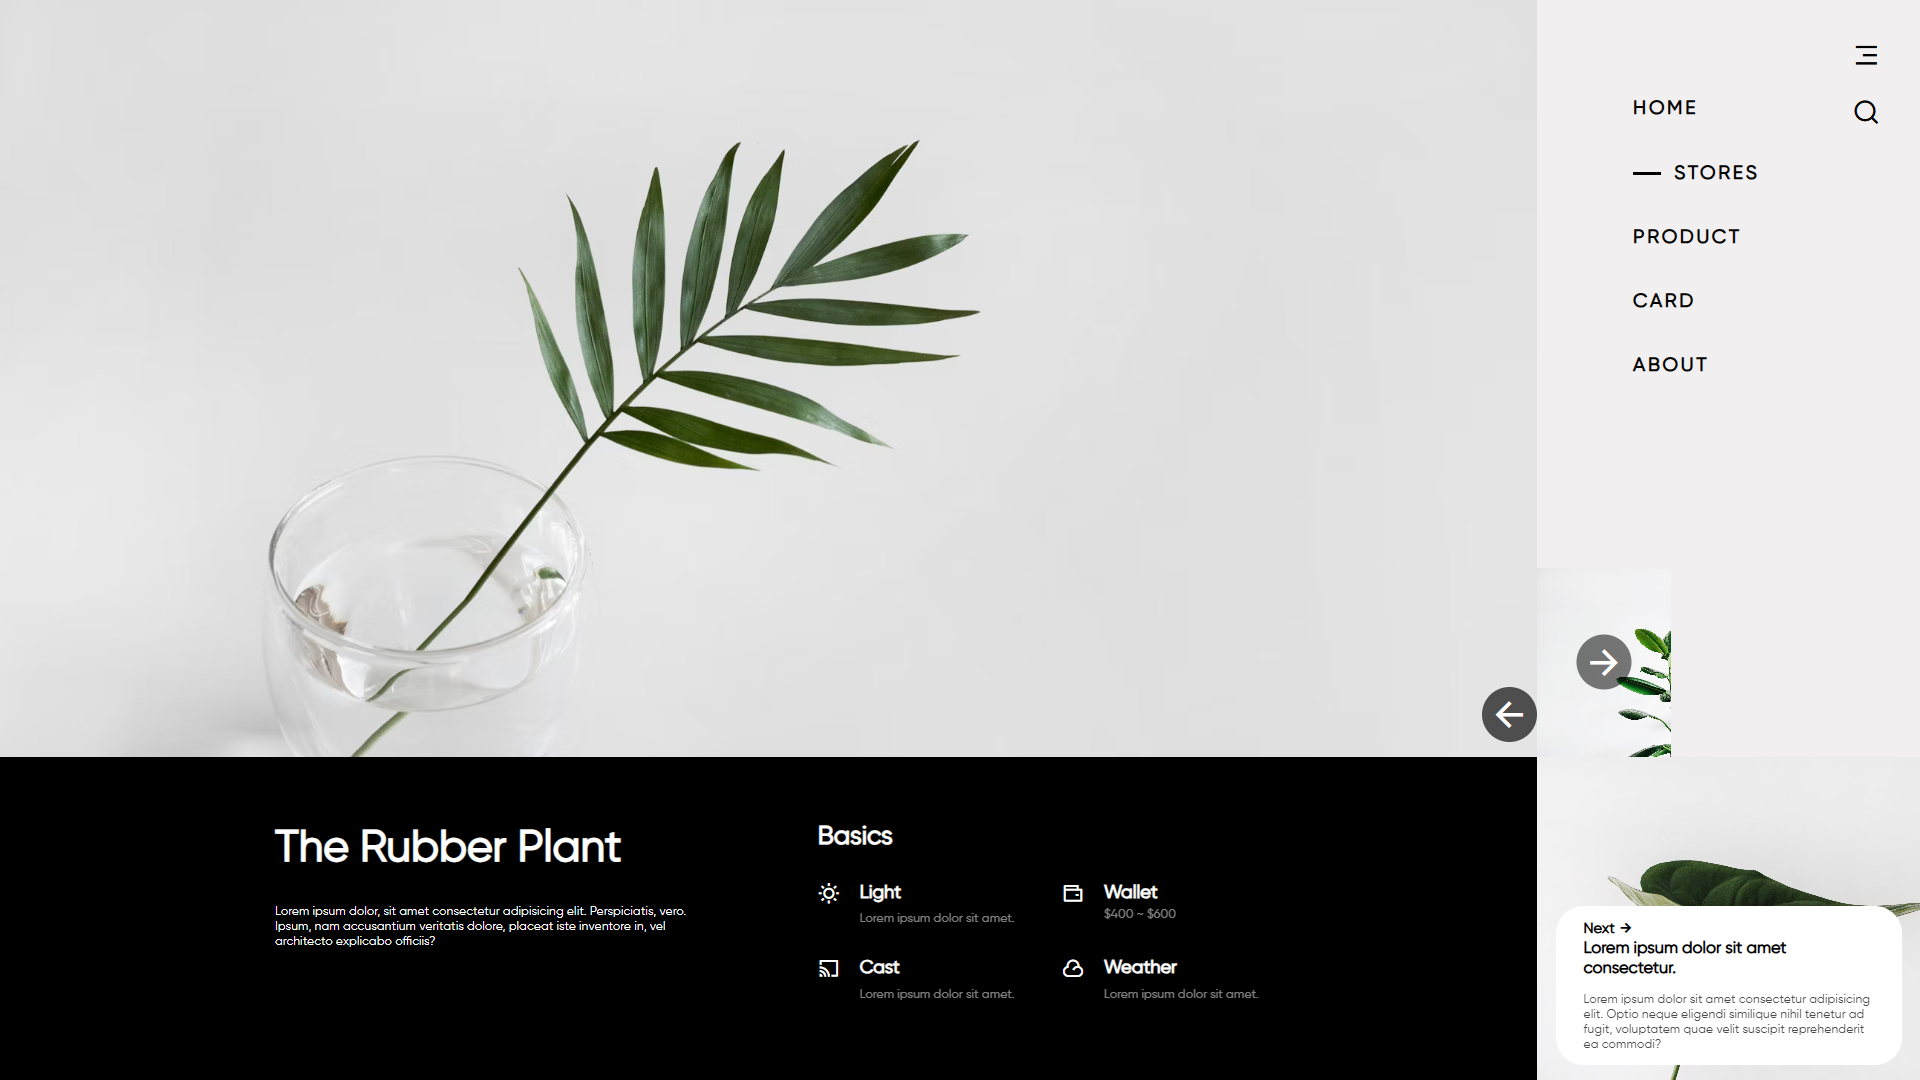 HOME
STORES
PRODUCT
CARD
ABOUT
The Rubber Plant
Lorem ipsum dolor, sit amet consectetur adipisicing elit. Perspiciatis, vero.
Ipsum, nam accusantium veritatis dolore, placeat iste inventore in, vel
architecto explicabo officiis?
Basics
Light
Lorem ipsum dolor sit amet.
Wallet
$400 ~ $600
Cast
Lorem ipsum dolor sit amet.
Weather
Lorem ipsum dolor sit amet.
Next →
Lorem ipsum dolor sit amet
consectetur.
Lorem ipsum dolor sit amet consectetur adipisicing
elit. Optio neque eligendi similique nihil tenetur ad
fugit, voluptatem quae velit suscipit reprehenderit
ea commodi?